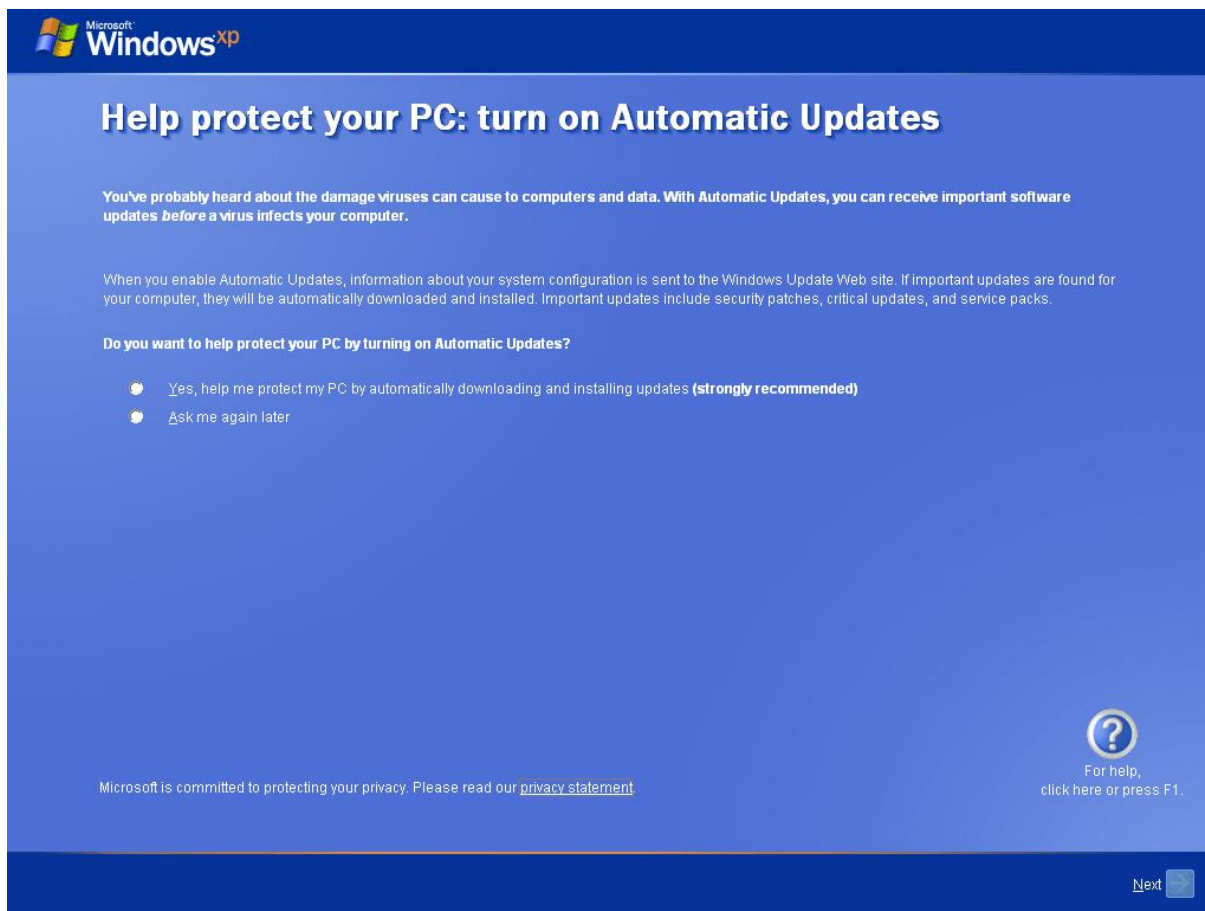 Microsoft
Windows xp
Help protect your PC: turn on Automatic Updates
You've probably heard about the damage viruses can cause to computers and data. With Automatic Updates, you can receive important software
updates before a virus infects your computer.
When you enable Automatic Updates, information about your system configuration is sent to the Windows Update Web site. If important updates are found for
your computer, they will be automatically downloaded and installed. Important updates include security patches, critical updates, and service packs.
Do you want to help protect your PC by turning on Automatic Updates?
Yes, help me protect my PC by automatically downloading and installing updates (strongly recommended)
Ask me again later
?
For help,
click here or press F1.
Microsoft is committed to protecting your privacy. Please read our privacy statement.
Next